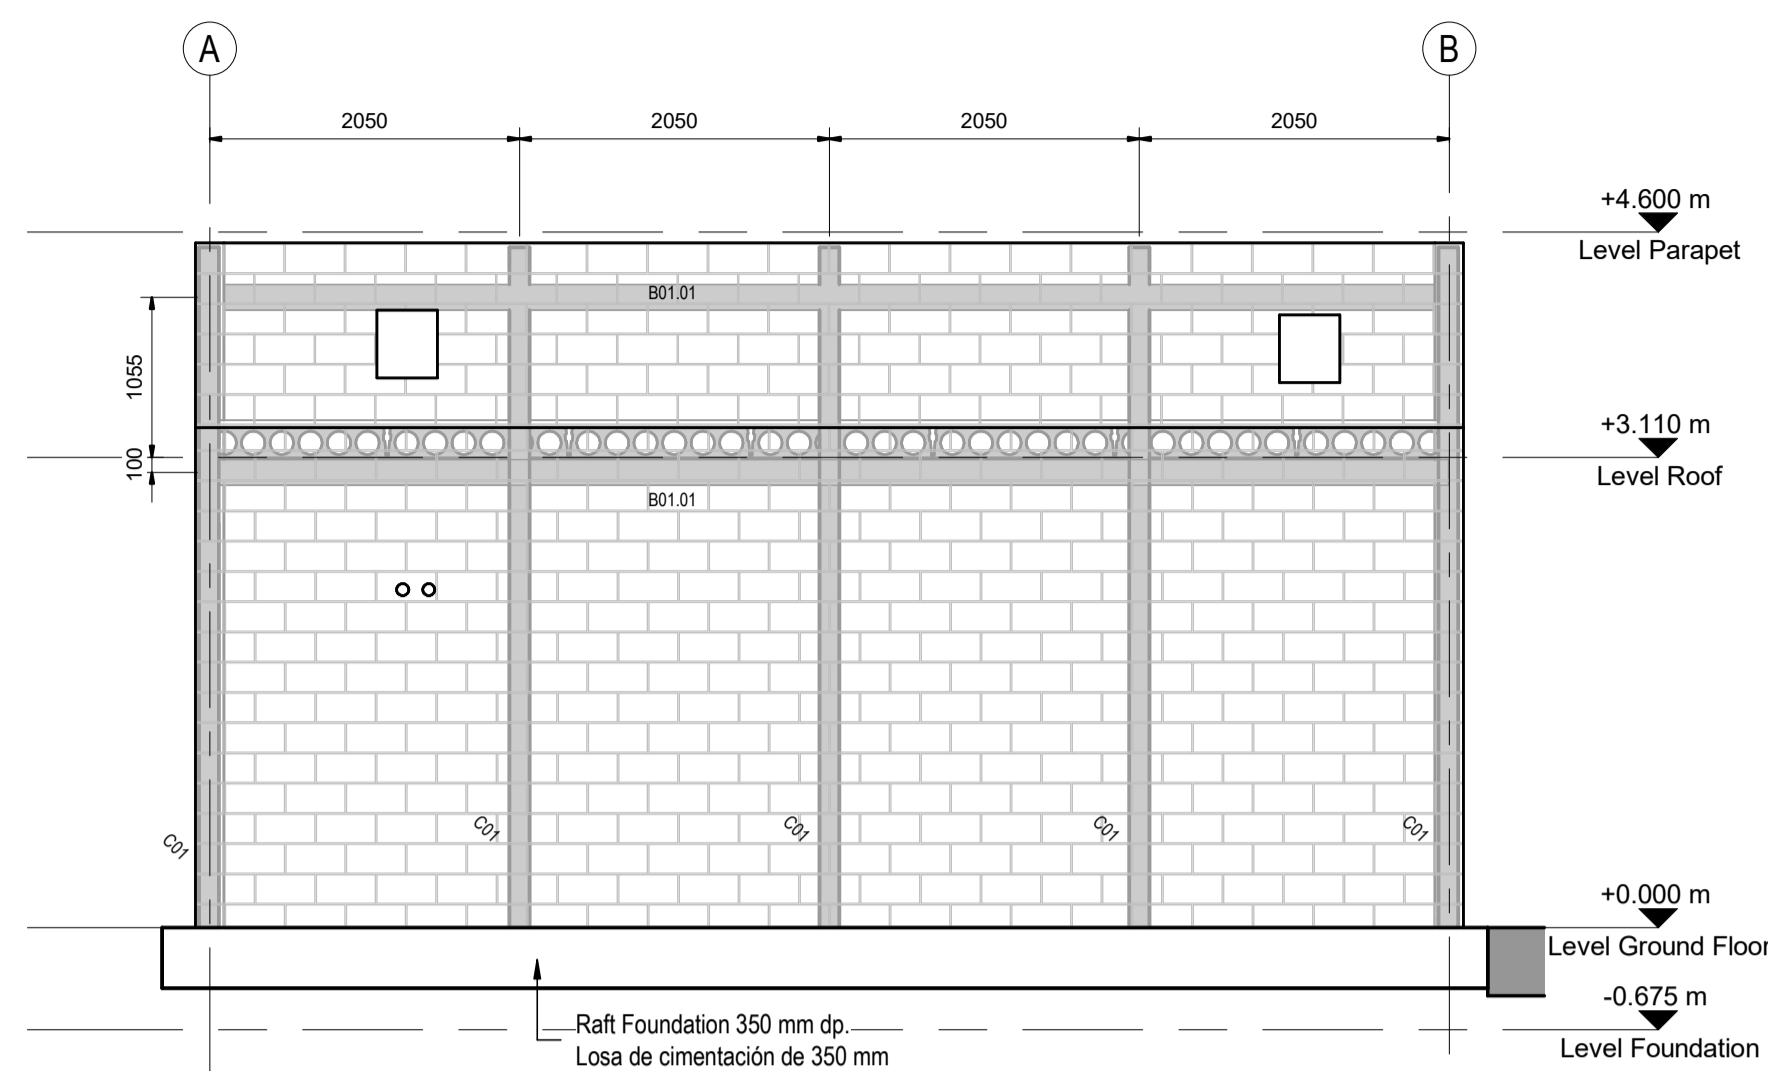 A
B
2050
2050
2050
2050
+4.600 m
Level Parapet
B01.01
1055
+3.110 m
Level Roof
100
B01.01
C01
C01
C01
C01
C01
+0.000 m
Level Ground Floor
-0.675 m
Level Foundation
Raft Foundation 350 mm dp.
Losa de cimentación de 350 mm